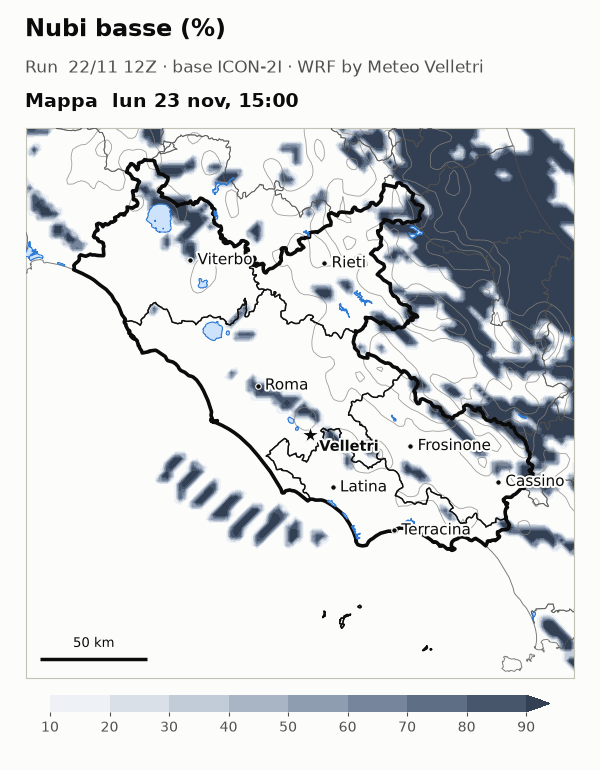 Nubi basse (%)
Run 22/11 12Z · base ICON-2I · WRF by Meteo Velletri
Mappa lun 23 nov, 15:00
Viterbo
Rieti
Roma
Velletri
Frosinone
Cassino
Latina
Terracina
50 km
10 20 30 40 50 60 70 80 90